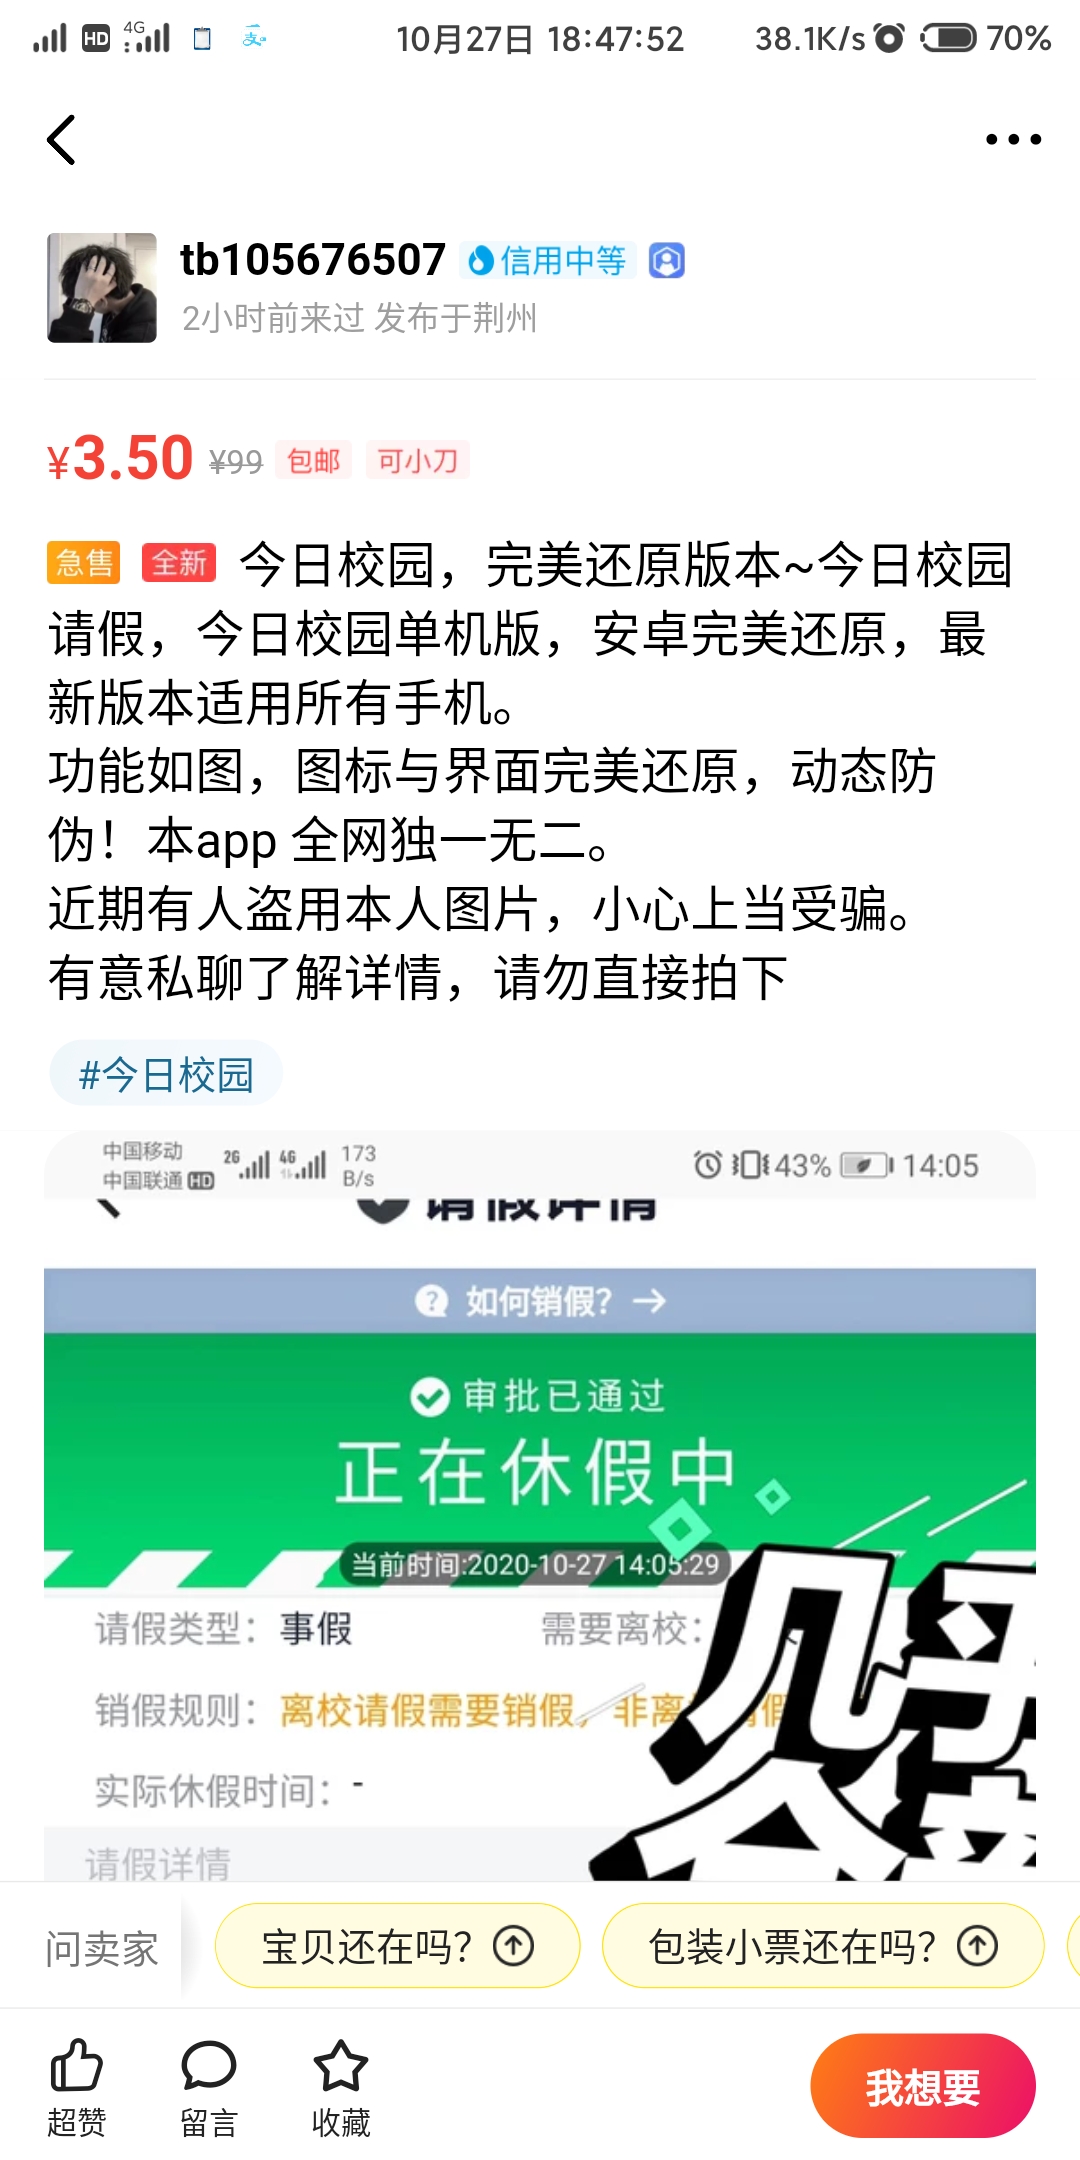 HD 4G 10月27日 18:47:52 38.1K/s 70%
tb105676507 信用中等
2小时前来过 发布于荆州
¥3.50 ¥99 包邮 可小刀
急售 全新 今日校园，完美还原版本~今日校园
请假，今日校园单机版，安卓完美还原，最
新版本适用所有手机。
功能如图，图标与界面完美还原，动态防
伪！本app 全网独一无二。
近期有人盗用本人图片，小心上当受骗。
有意私聊了解详情，请勿直接拍下
#今日校园
中国移动 2G 4G 173 43% 14:05
中国联通 HD B/s
请假详情
如何销假？
审批已通过
正在休假中
当前时间:2020-10-27 14:05:29
请假类型： 事假 需要离校：
销假规则： 离校请假需要销假，非离
实际休假时间： -
请假详情
问卖家 宝贝还在吗？ 包装小票还在吗？
超赞 留言 收藏 我想要